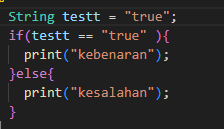 String testt = "true";
if(testt == "true" ){
print("kebenaran");
}else{
print("kesalahan");
}